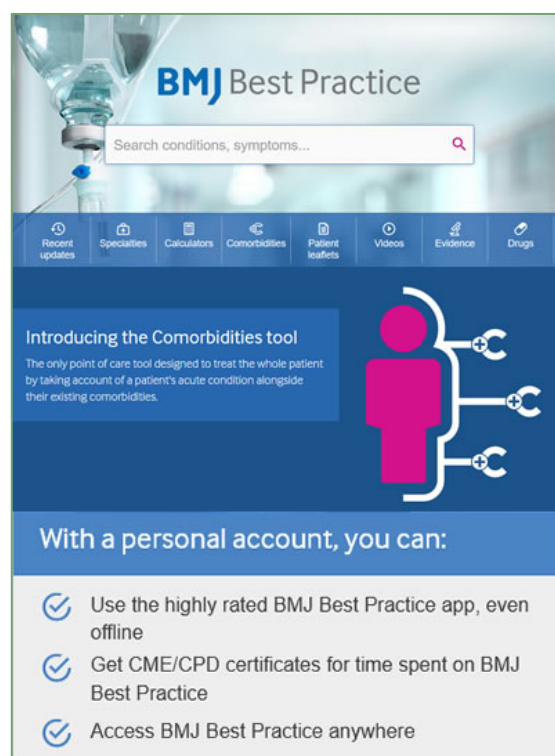 BMJ Best Practice
Search conditions, symptoms...
Recent
updates
Specialties
Calculators
Comorbidities
Patient
leaflets
Videos
Evidence
Drugs
Introducing the Comorbidities tool
The only point of care tool designed to treat the whole patient
by taking account of a patient's acute condition alongside
their existing comorbidities.
With a personal account, you can:
Use the highly rated BMJ Best Practice app, even
offline
Get CME/CPD certificates for time spent on BMJ
Best Practice
Access BMJ Best Practice anywhere